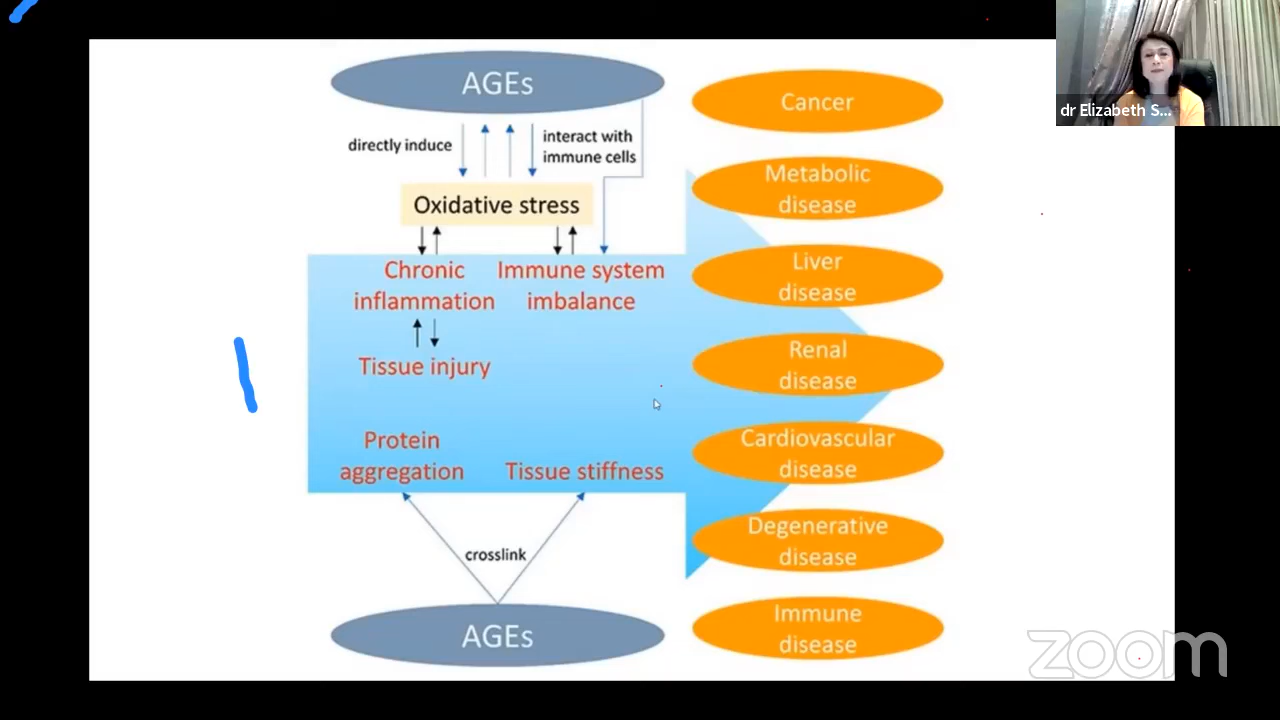 AGEs
directly induce
interact with
immune cells
Oxidative stress
Chronic
inflammation
Immune system
imbalance
Tissue injury
Protein
aggregation
Tissue stiffness
crosslink
AGEs
Cancer
Metabolic
disease
Liver
disease
Renal
disease
Cardiovascular
disease
Degenerative
disease
Immune
disease
dr Elizabeth S...
zoom